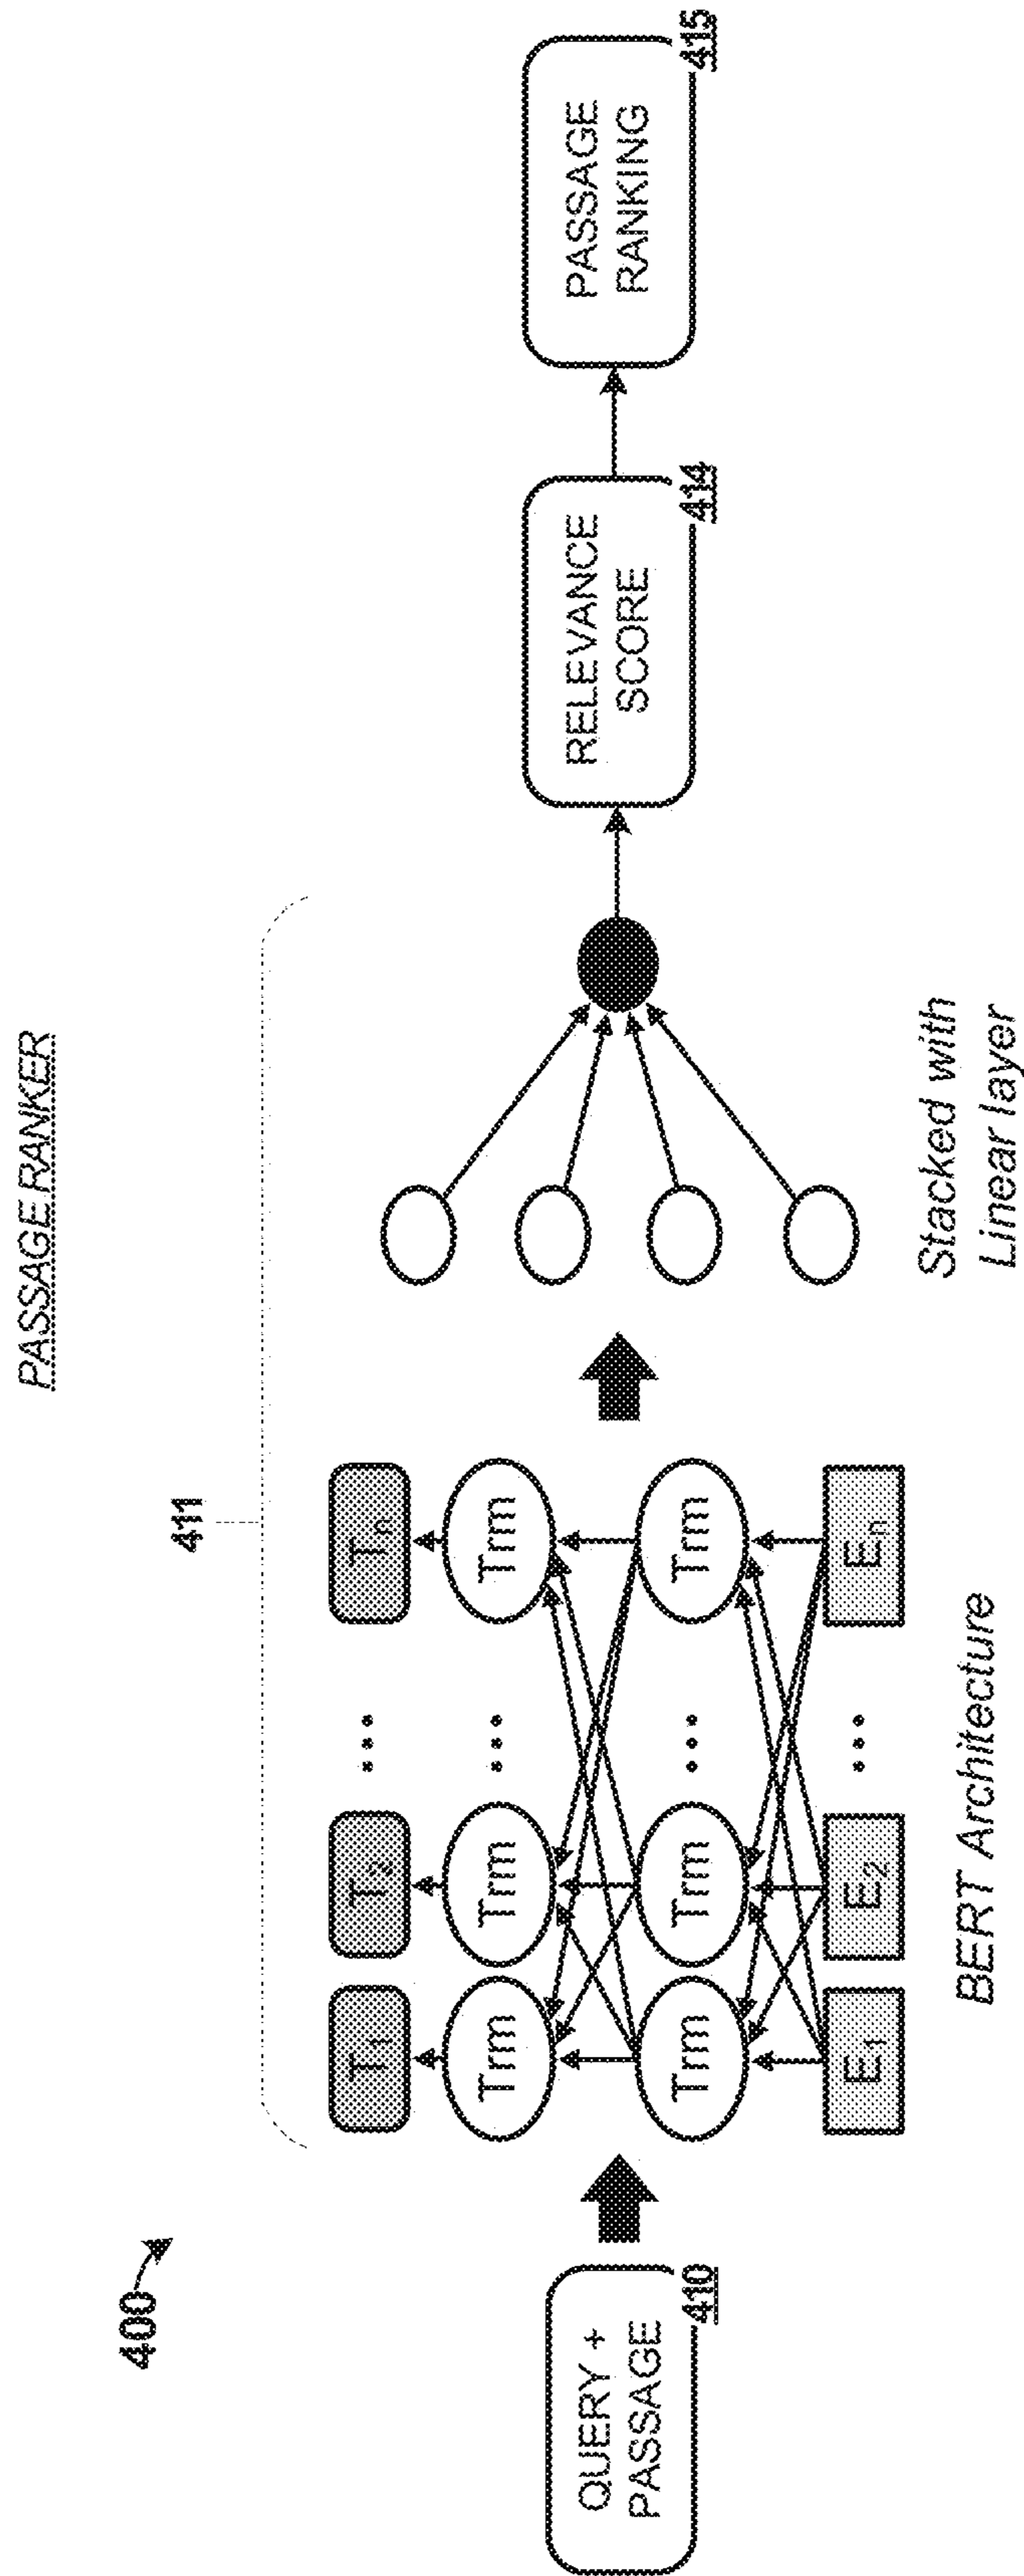 PASSAGE RANKER
400
411
QUERY +
PASSAGE
410
T1
T2
...
Tn
Trm
Trm
...
Trm
Trm
Trm
...
Trm
E1
E2
...
En
BERT Architecture
Stacked with
Linear layer
RELEVANCE
SCORE
414
PASSAGE
RANKING
415